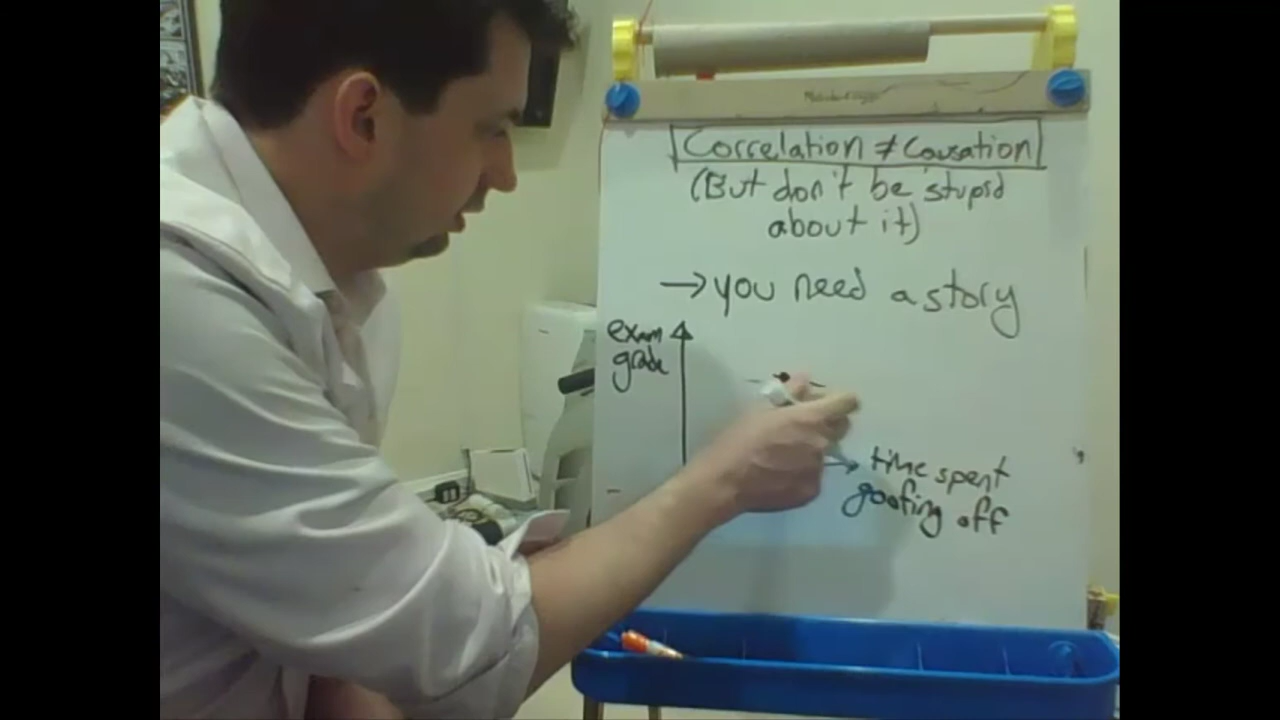 Correlation ≠ Causation
(But don't be stupid
about it)
→ you need a story
exam
grade
time spent
goofing off